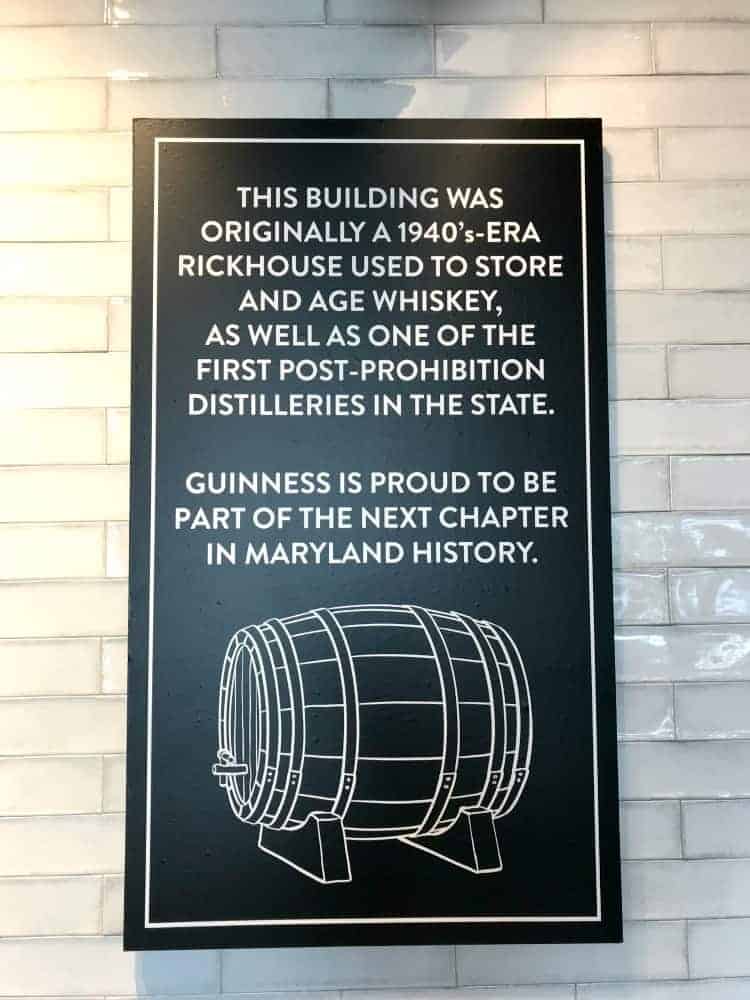 THIS BUILDING WAS
ORIGINALLY A 1940's-ERA
RICKHOUSE USED TO STORE
AND AGE WHISKEY,
AS WELL AS ONE OF THE
FIRST POST-PROHIBITION
DISTILLERIES IN THE STATE.
GUINNESS IS PROUD TO BE
PART OF THE NEXT CHAPTER
IN MARYLAND HISTORY.